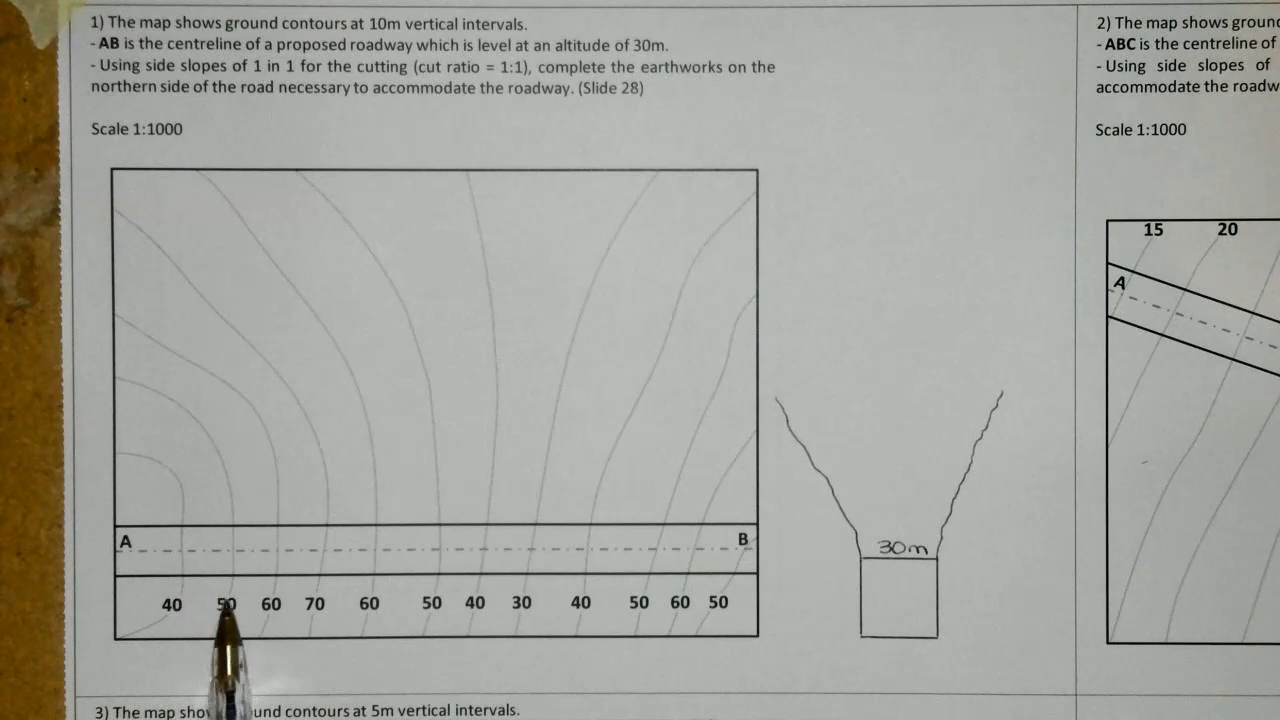 1) The map shows ground contours at 10m vertical intervals.
- AB is the centreline of a proposed roadway which is level at an altitude of 30m.
- Using side slopes of 1 in 1 for the cutting (cut ratio = 1:1), complete the earthworks on the
northern side of the road necessary to accommodate the roadway. (Slide 28)
Scale 1:1000
A
B
40 50 60 70 60 50 40 30 40 50 60 50
30m
2) The map shows
- ABC is the centreline of
- Using side slopes of
accommodate the
Scale 1:1000
15 20
A
3) The map contours at 5m vertical intervals.